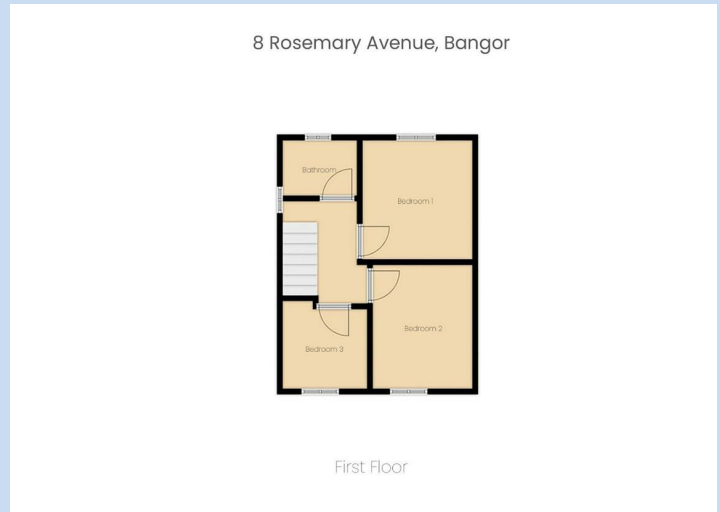 8 Rosemary Avenue, Bangor
Bathroom
Bedroom 1
Bedroom 2
Bedroom 3
First Floor